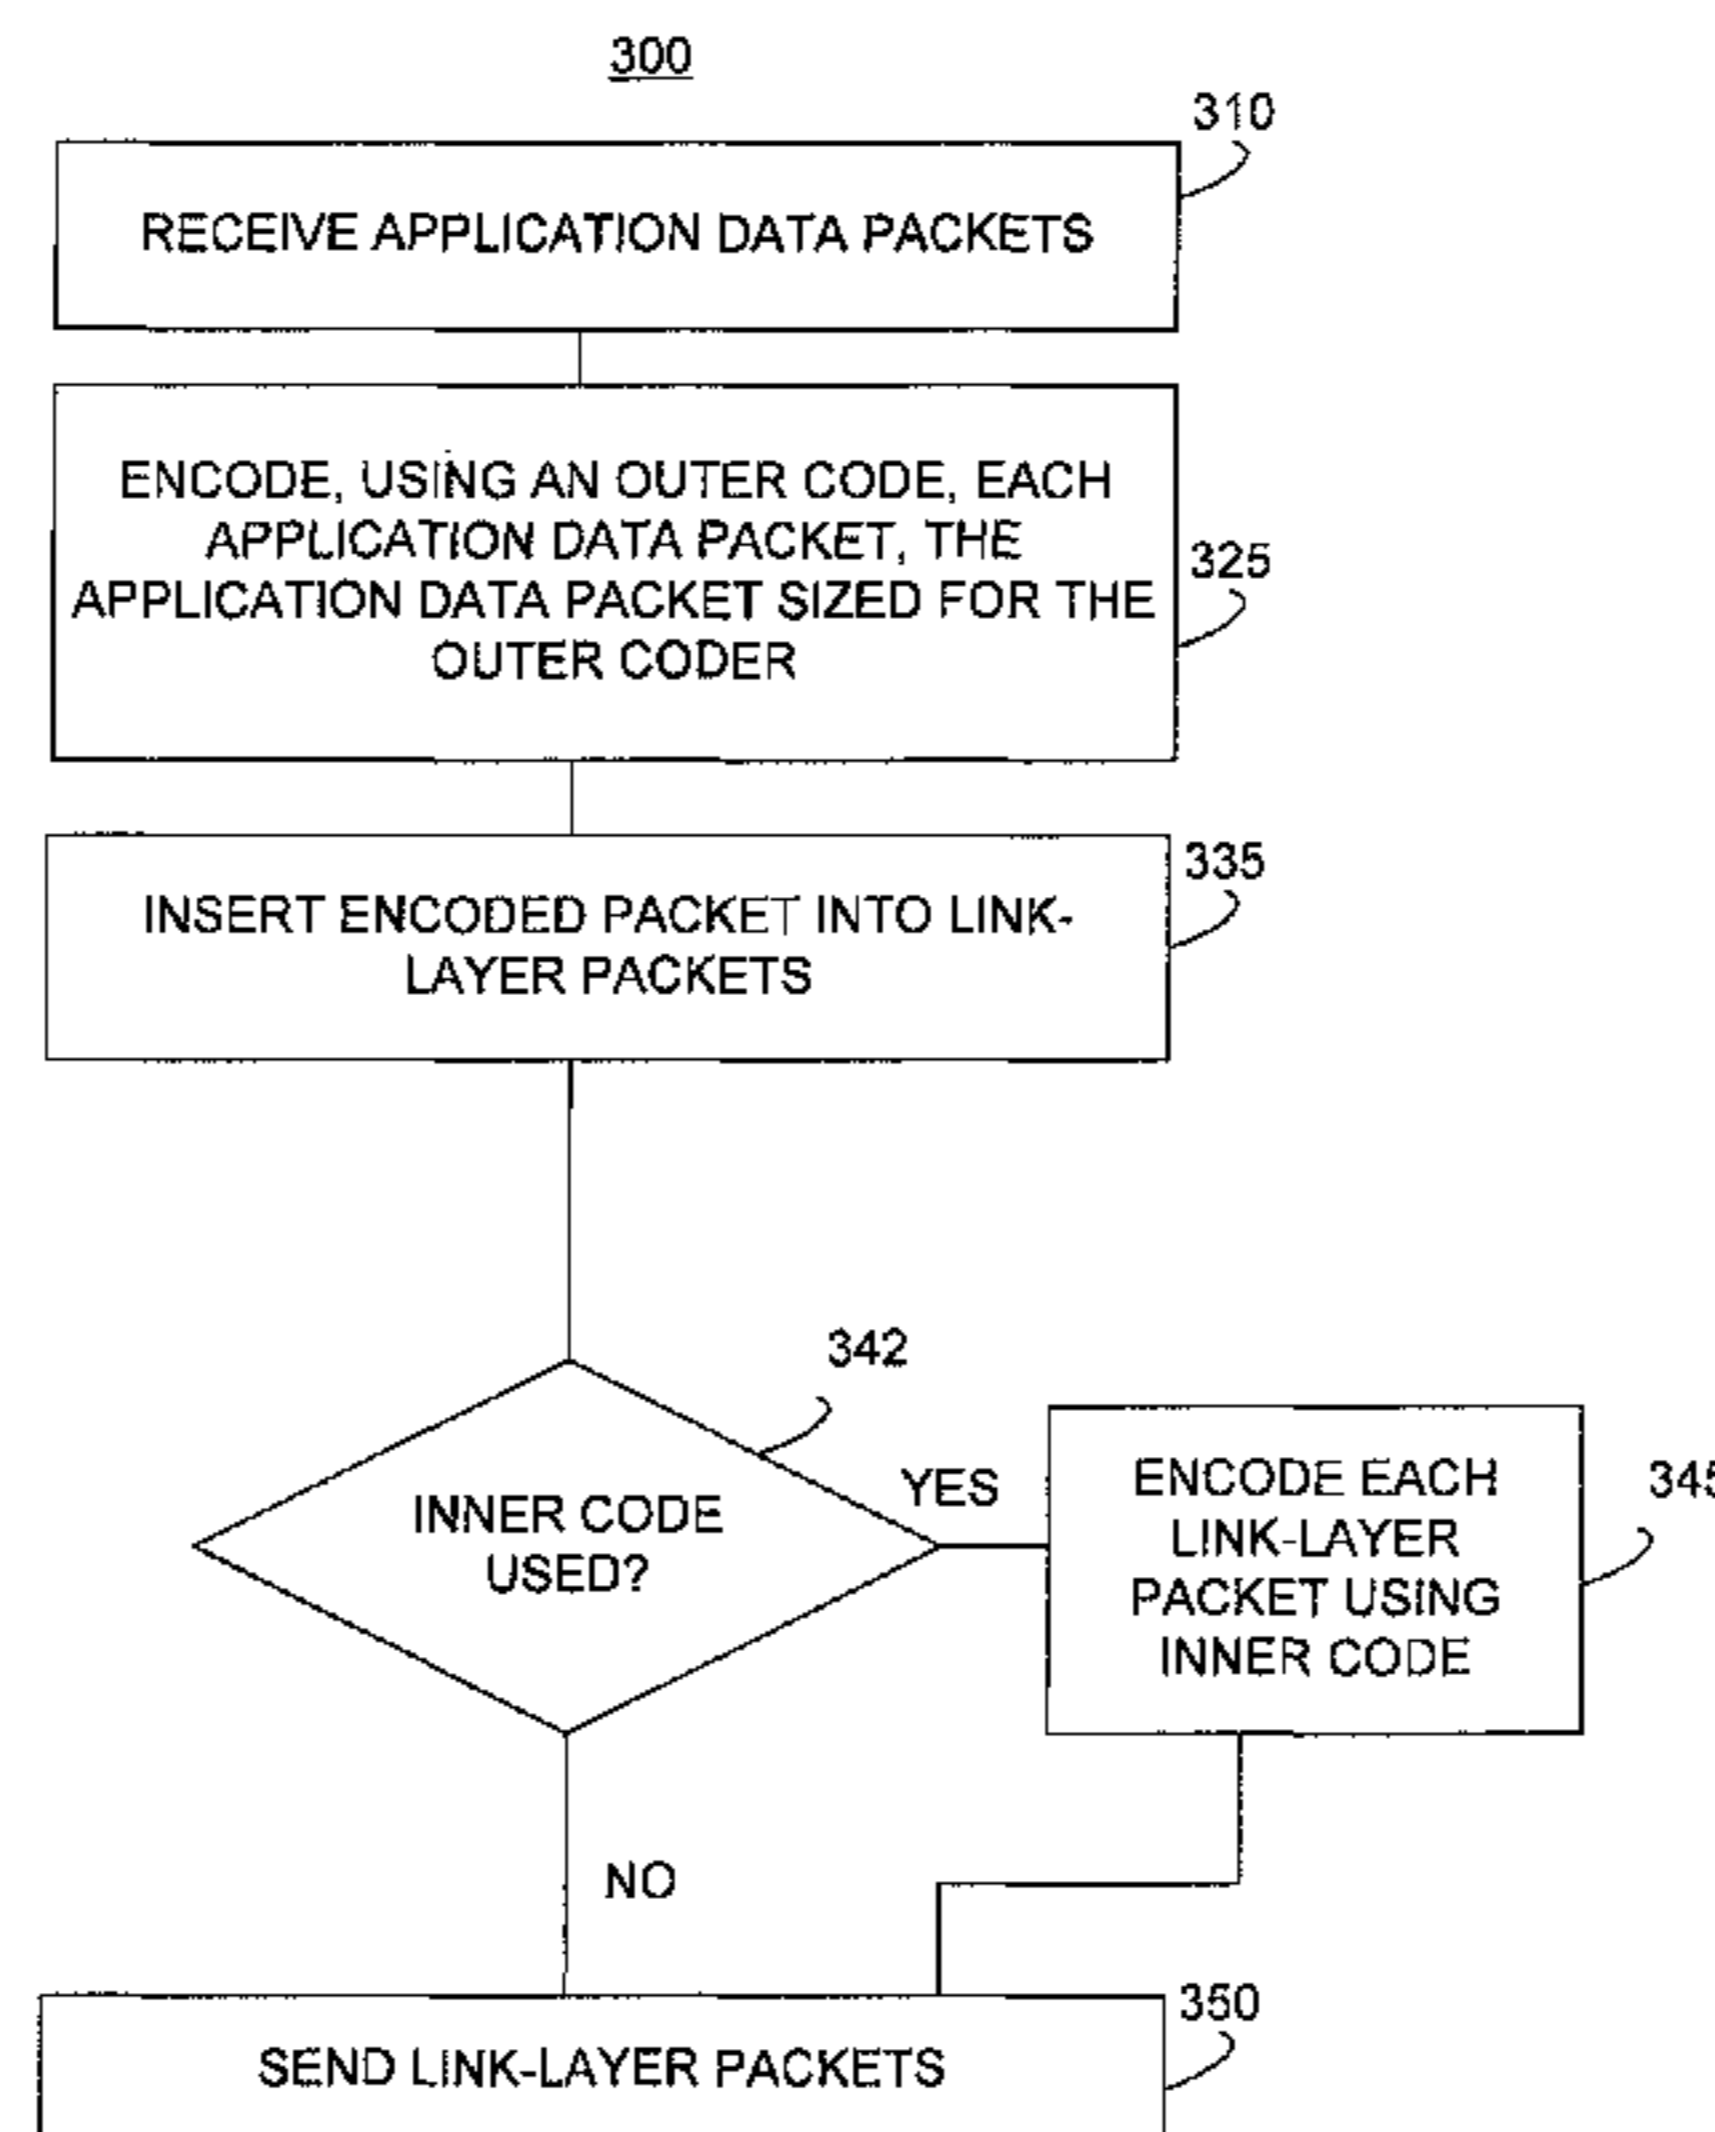 300
310
RECEIVE APPLICATION DATA PACKETS
ENCODE, USING AN OUTER CODE, EACH
APPLICATION DATA PACKET, THE
APPLICATION DATA PACKET SIZED FOR THE
OUTER CODER
325
335
INSERT ENCODED PACKET INTO LINK-
LAYER PACKETS
342
INNER CODE
USED?
YES
ENCODE EACH
LINK-LAYER
PACKET USING
INNER CODE
345
NO
350
SEND LINK-LAYER PACKETS